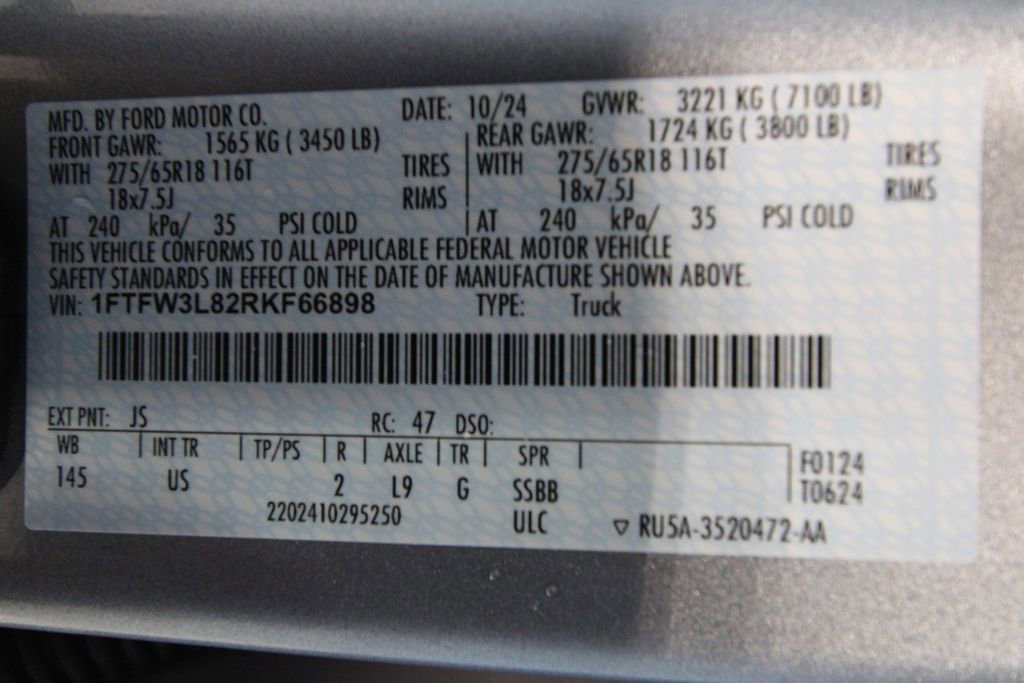 MFD. BY FORD MOTOR CO. DATE: 10/24 GVWR: 3221 KG ( 7100 LB)
FRONT GAWR: 1565 KG ( 3450 LB) REAR GAWR: 1724 KG ( 3800 LB)
WITH 275/65R18 116T TIRES WITH 275/65R18 116T TIRES
18x7.5J RIMS 18x7.5J RIMS
AT 240 kPa/ 35 PSI COLD AT 240 kPa/ 35 PSI COLD
THIS VEHICLE CONFORMS TO ALL APPLICABLE FEDERAL MOTOR VEHICLE
SAFETY STANDARDS IN EFFECT ON THE DATE OF MANUFACTURE SHOWN ABOVE.
VIN: 1FTFW3L82RKF66898 TYPE: Truck
EXT PNT: JS RC: 47 DSO:
WB INT TR TP/PS R AXLE TR SPR F0124
145 US 2 L9 G SSBB T0624
2202410295250 ULC ▽ RU5A-3520472-AA